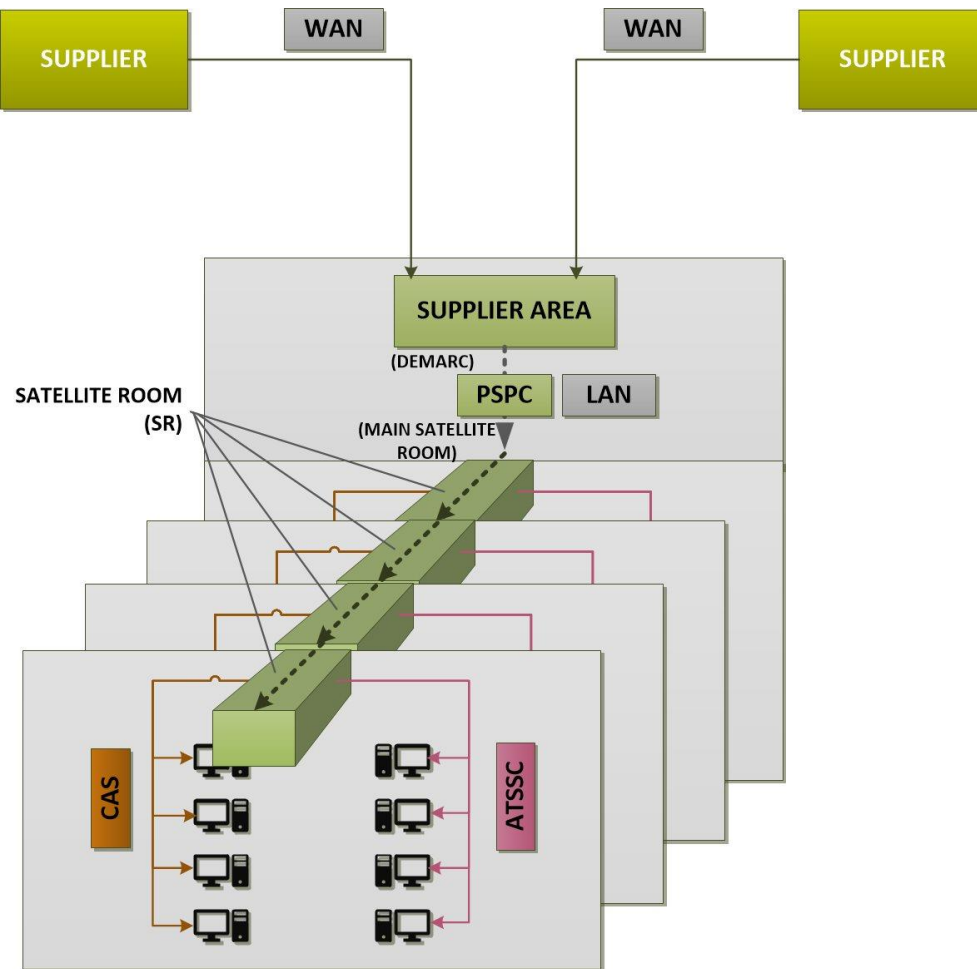 WAN
WAN
SUPPLIER
SUPPLIER
SUPPLIER AREA
(DEMARC)
PSPC
LAN
SATELLITE ROOM
(SR)
(MAIN SATELLITE
ROOM)
CAS
ATSSC